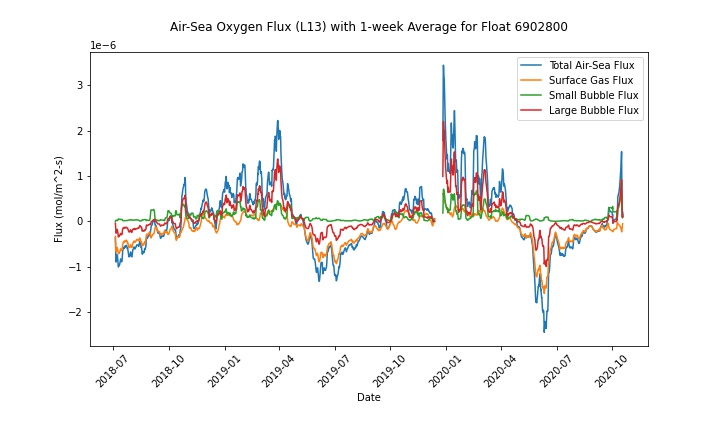 Air-Sea Oxygen Flux (L13) with 1-week Average for Float 6902800
1e−6
Total Air-Sea Flux
Surface Gas Flux
Small Bubble Flux
Large Bubble Flux
3
2
1
0
−1
−2
Flux (mol/m^2-s)
2018-07
2018-10
2019-01
2019-04
2019-07
2019-10
2020-01
2020-04
2020-07
2020-10
Date